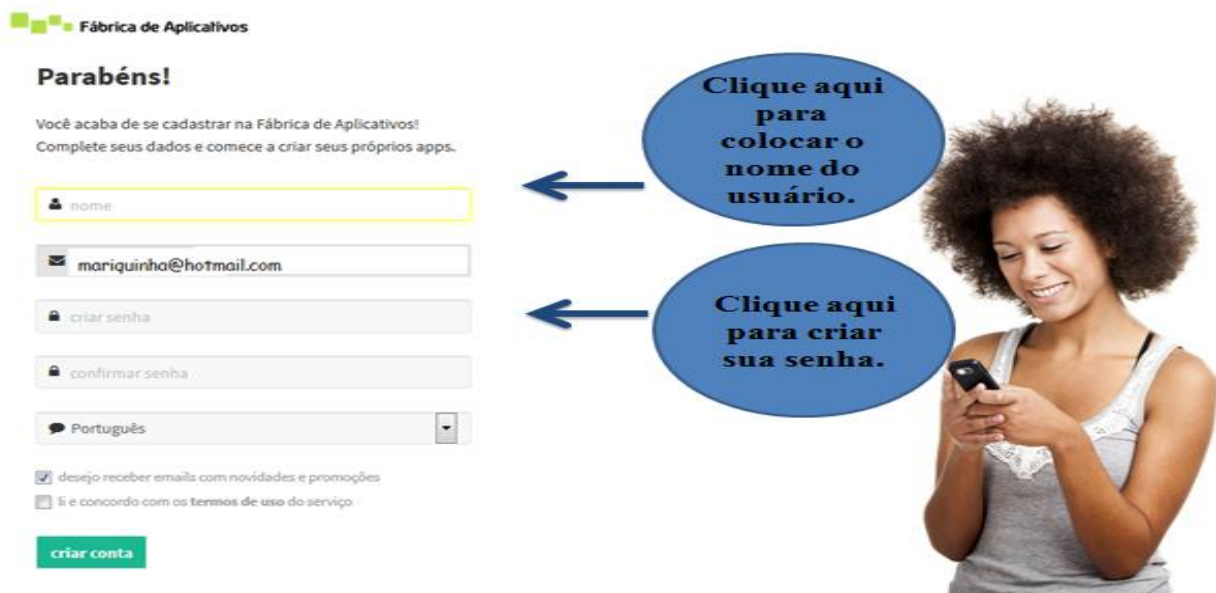 Fábrica de Aplicativos
Parabéns!
Você acaba de se cadastrar na Fábrica de Aplicativos!
Complete seus dados e comece a criar seus próprios apps.
nome
mariquinha@hotmail.com
criar senha
confirmar senha
Português
desejo receber emails com novidades e promoções
li e concordo com os termos de uso do serviço
criar conta
Clique aqui
para
colocar o
nome do
usuário.
Clique aqui
para criar
sua senha.